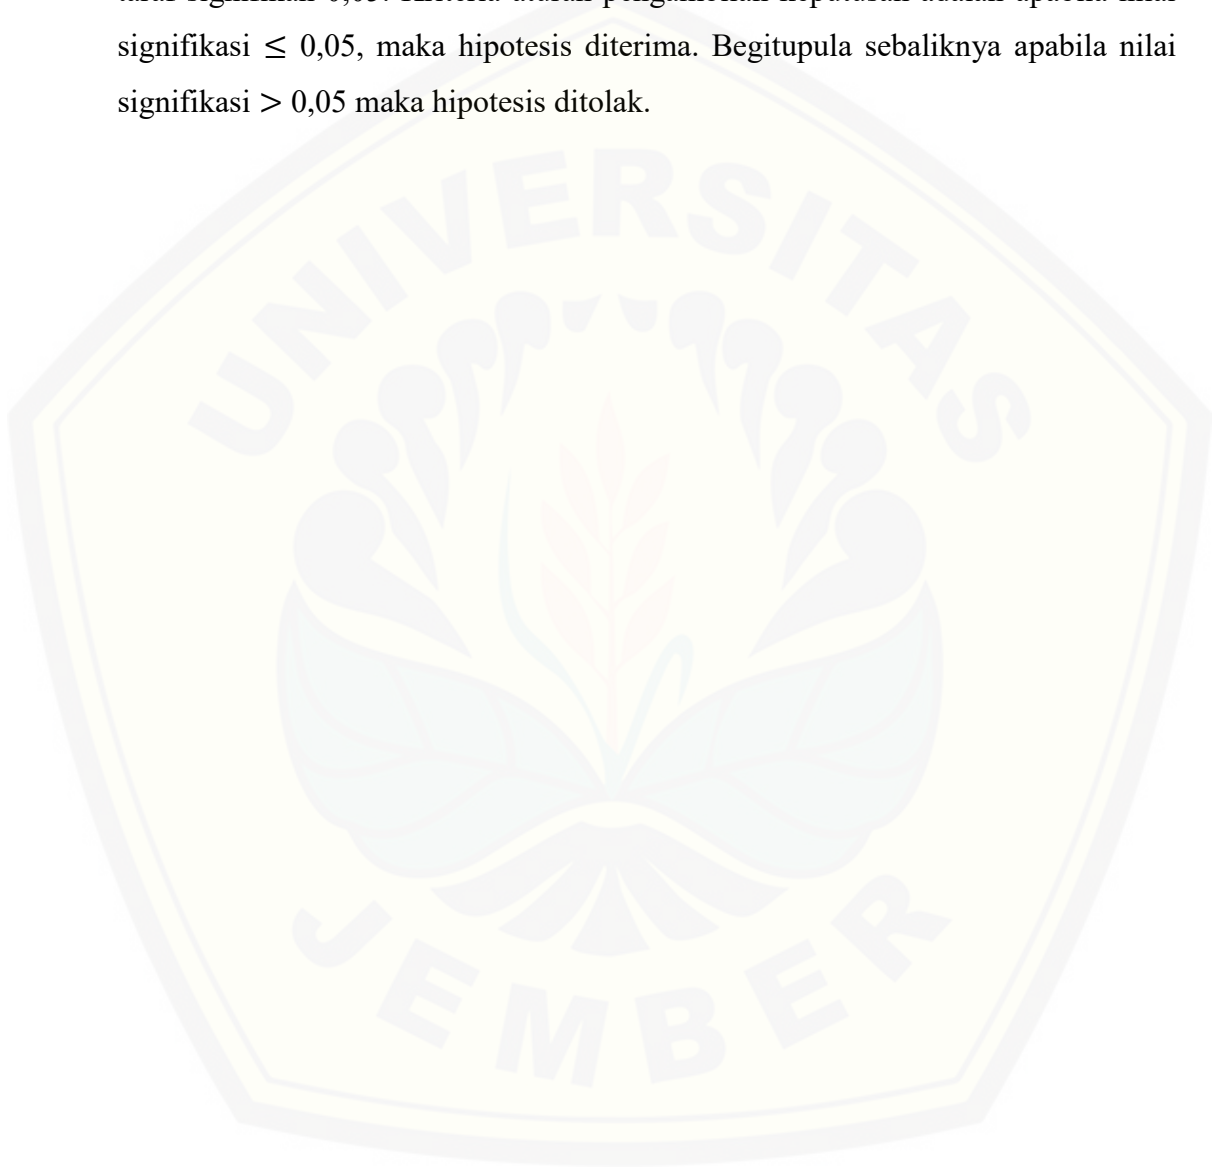 signifikasi ≤ 0,05, maka hipotesis diterima. Begitupula sebaliknya apabila nilai
signifikasi > 0,05 maka hipotesis ditolak.
UNIVERSITAS
JEMBER